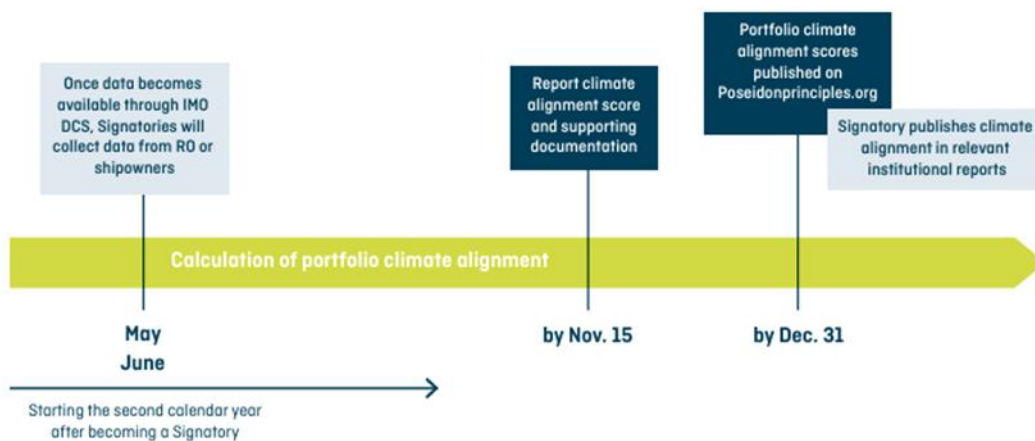 Once data becomes
available through IMO
DCS, Signatories will
collect data from RO or
shipowners
Report climate
alignment score
and supporting
documentation
Portfolio climate
alignment scores
published on
Poseidonprinciples.org
Signatory publishes climate
alignment in relevant
institutional reports
Calculation of portfolio climate alignment
May
June
by Nov. 15
by Dec. 31
Starting the second calendar year
after becoming a Signatory